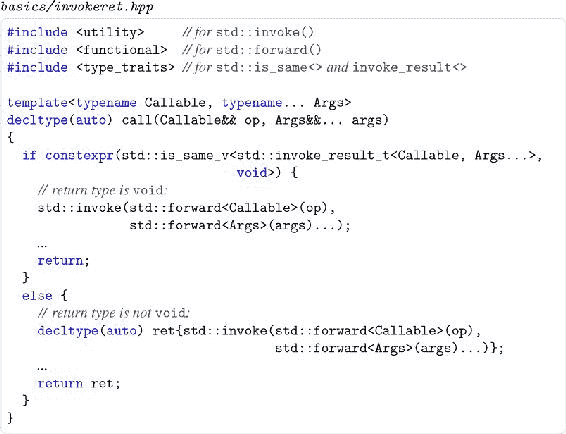 basics/invokeret.hpp
#include <utility> // for std::invoke()
#include <functional> // for std::forward()
#include <type_traits> // for std::is_same<> and invoke_result<>
template<typename Callable, typename... Args>
decltype(auto) call(Callable&& op, Args&&... args)
{
if constexpr(std::is_same_v<std::invoke_result_t<Callable, Args...>,
void>) {
// return type is void:
std::invoke(std::forward<Callable>(op),
std::forward<Args>(args)...);
...
return;
}
else {
// return type is not void:
decltype(auto) ret{std::invoke(std::forward<Callable>(op),
std::forward<Args>(args)...)};
...
return ret;
}
}